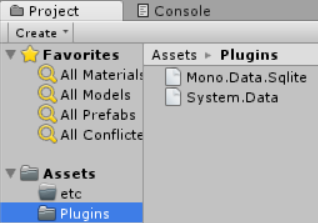 Project
Console
Create
Favorites
All Materials
All Models
All Prefabs
All Conflicte
Assets
etc
Plugins
Assets ▸ Plugins
Mono.Data.Sqlite
System.Data